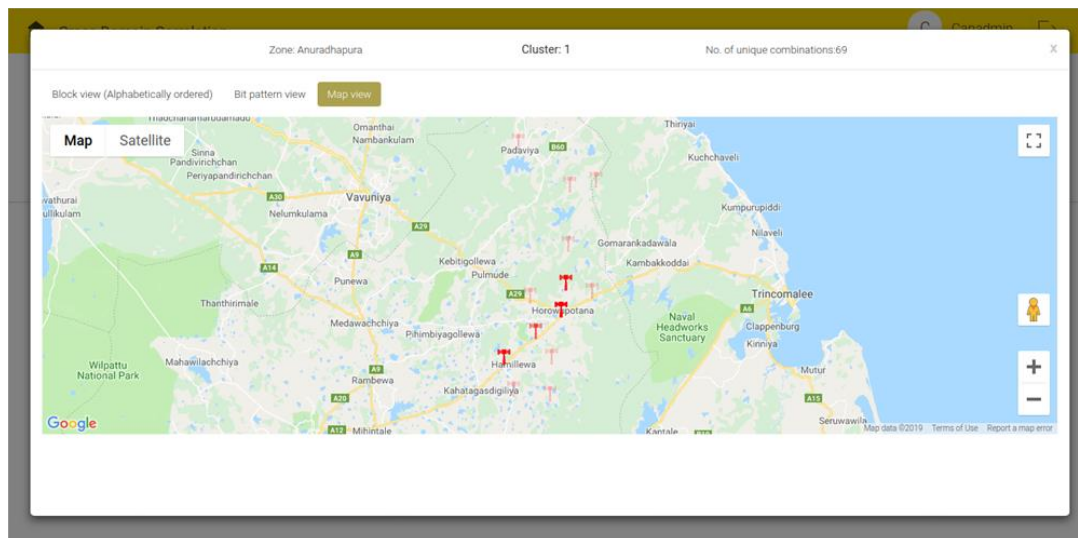 Cross Domain Correlation
C Canadmin
Zone: Anuradhapura Cluster: 1 No. of unique combinations:69 x
Block view (Alphabetically ordered) Bit pattern view Map view
Map Satellite
Omanthai
Nambankulam
Thiriyai
Sinna
Pandivirichchan
Periyapandirichchan
Padaviya B60
Kuchchaveli
A30 Vavuniya
Nelumkulama
Kumpurupiddi
A29
Nilaveli
Gomarankadawala
A9
A14
Kebitigollewa
Pulmude
Kambakkoddai
Punewa
Thanthirimale
A29
Trincomalee
Horowpotana
A6
Medawachchiya
Pihimbiyagollewa
Naval
Headworks
Sanctuary
Clappenburg
Kinniya
Wilpattu
National Park
Mahawilachchiya
A9
Rambewa
Hamillewa
Mutur
Kahatagasdigiliya
A20
A15
Google
A12 Mihintale
Kantale
Seruwawila
Map data ©2019 Terms of Use Report a map error